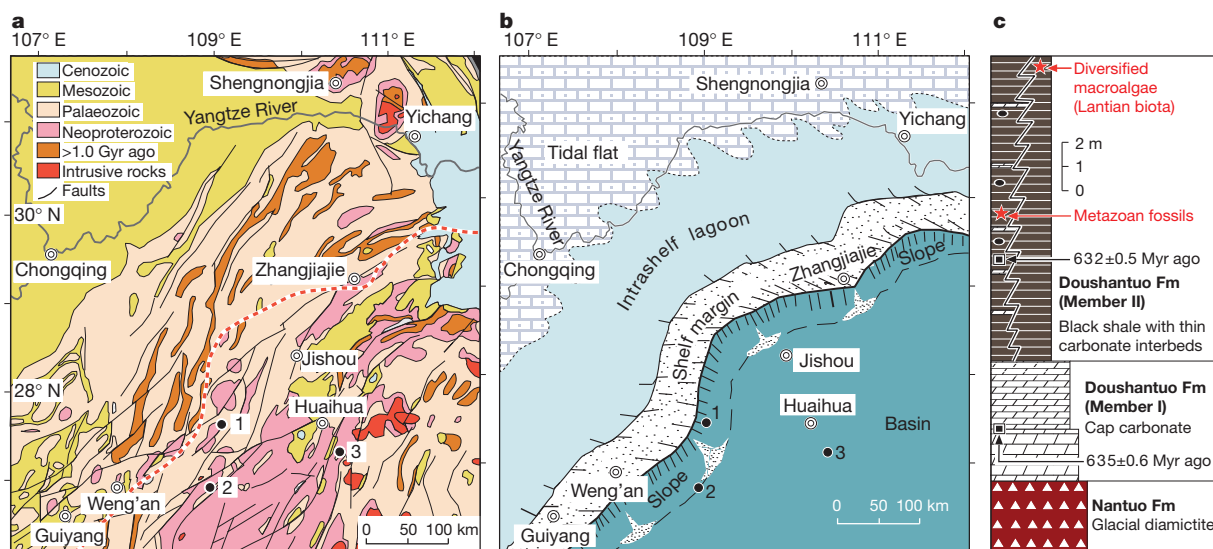 a
107° E
109° E
111° E
Cenozoic
Mesozoic
Palaeozoic
Neoproterozoic
>1.0 Gyr ago
Intrusive rocks
Faults
Shengnongjia
Yangtze River
Yichang
30° N
Chongqing
Zhangjiajie
Jishou
28° N
Huaihua
1
3
2
Weng'an
Guiyang
0 50 100 km
b
107° E
109° E
111° E
Shengnongjia
Yichang
Tidal flat
Yangtze River
Intrashelf lagoon
Chongqing
Zhangjiajie
Slope
Shelf margin
Jishou
Huaihua
1
Basin
3
Weng'an
Slope
2
Guiyang
0 50 100 km
c
Diversified
macroalgae
(Lantian biota)
2 m
1
0
Metazoan fossils
632±0.5 Myr ago
Doushantuo Fm
(Member II)
Black shale with thin
carbonate interbeds
Doushantuo Fm
(Member I)
Cap carbonate
635±0.6 Myr ago
Nantuo Fm
Glacial diamictite